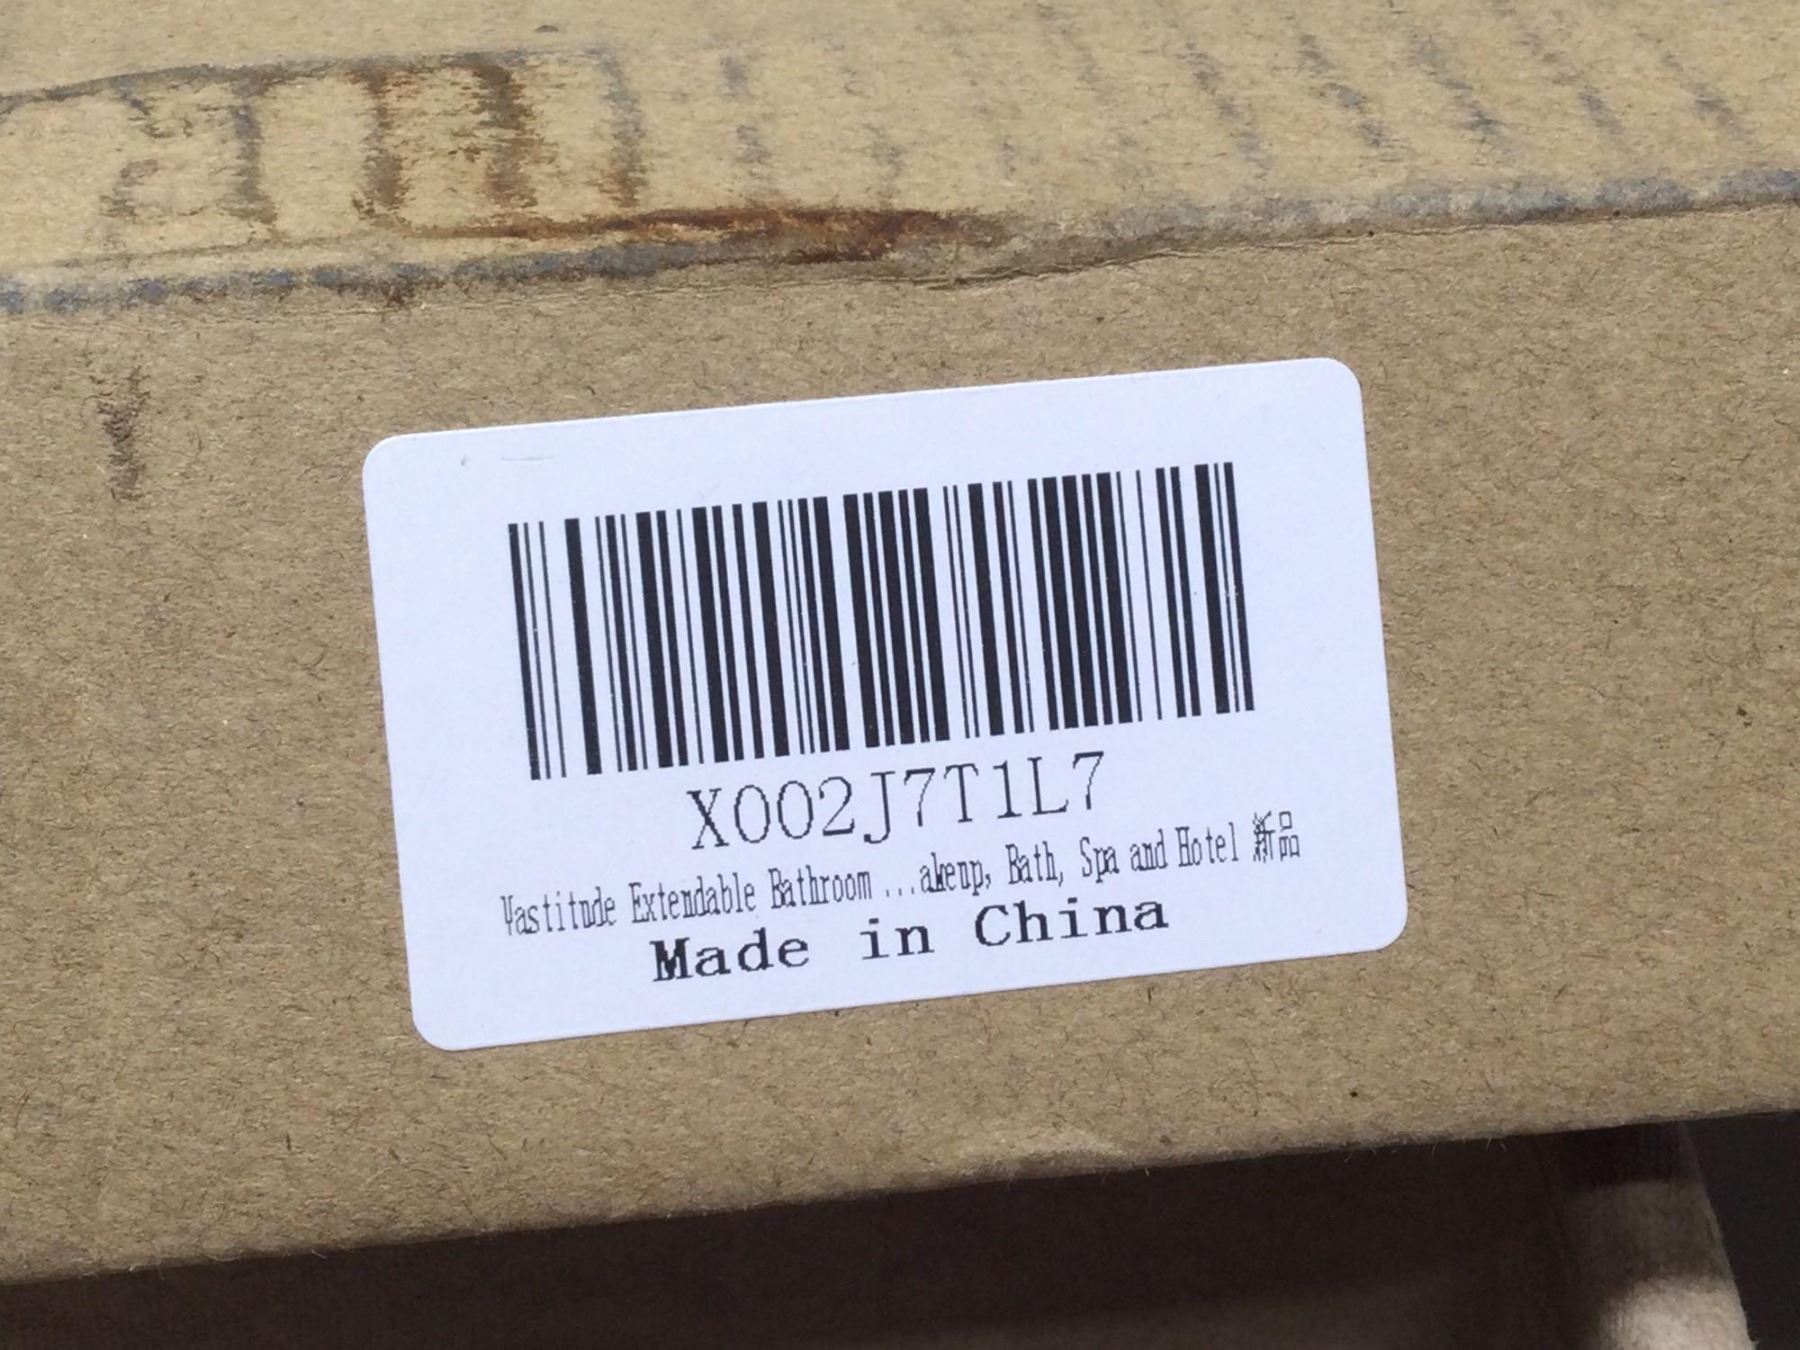 X002J7T1L7
Vastitude Extendable Bathroom ...akeup, Bath, Spa and Hotel 新品
Made in China